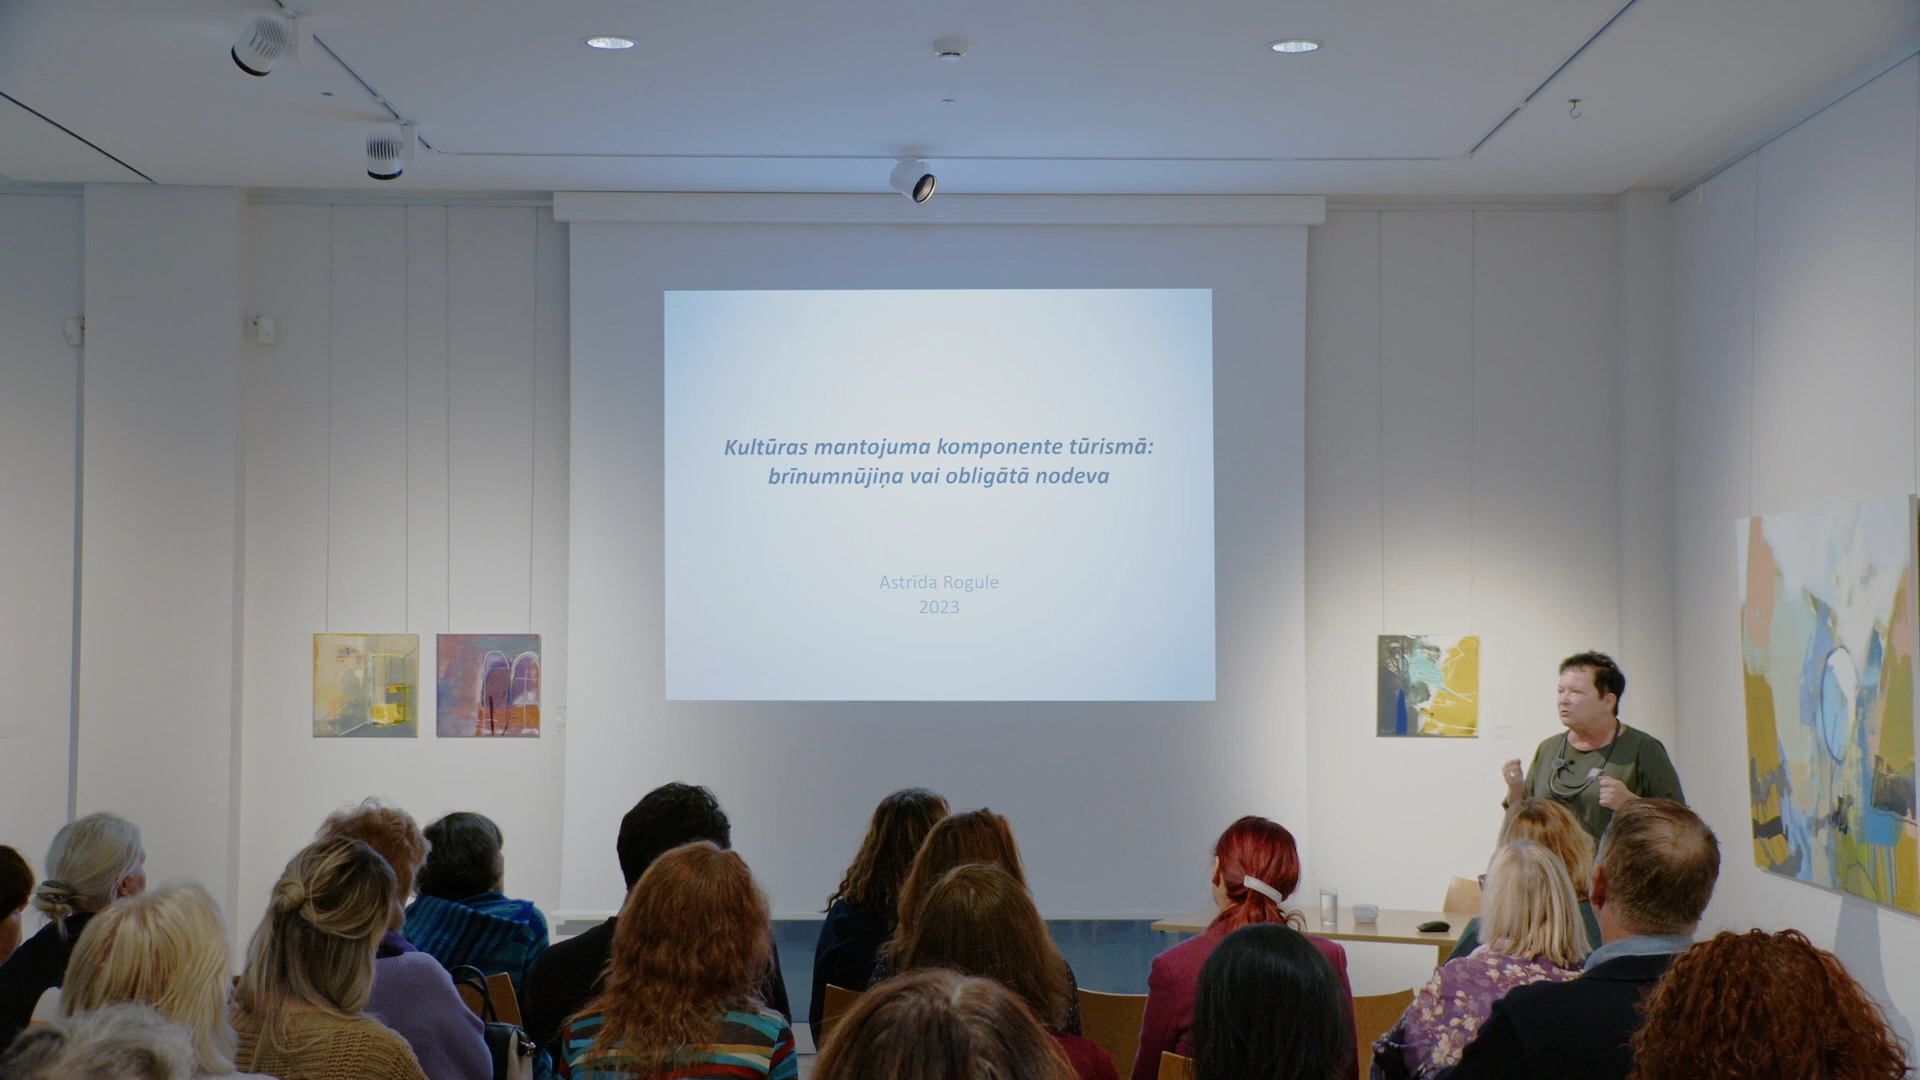 Kultūras mantojuma komponente tūrismā:
brīnumnūjiņa vai obligātā nodeva
Astrīda Rogule
2023